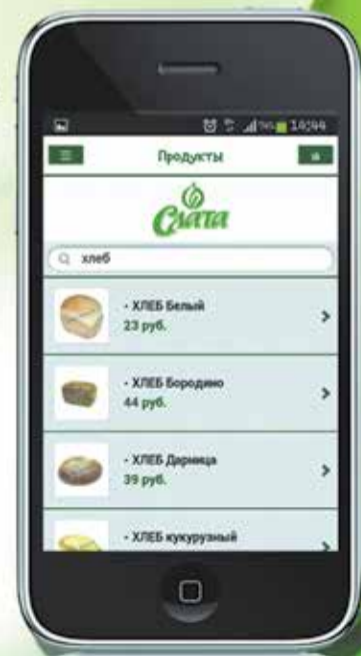 14:44
Продукты
Слата
хлеб
- ХЛЕБ Белый
23 руб.
- ХЛЕБ Бородино
44 руб.
- ХЛЕБ Дарница
39 руб.
- ХЛЕБ кукурузный